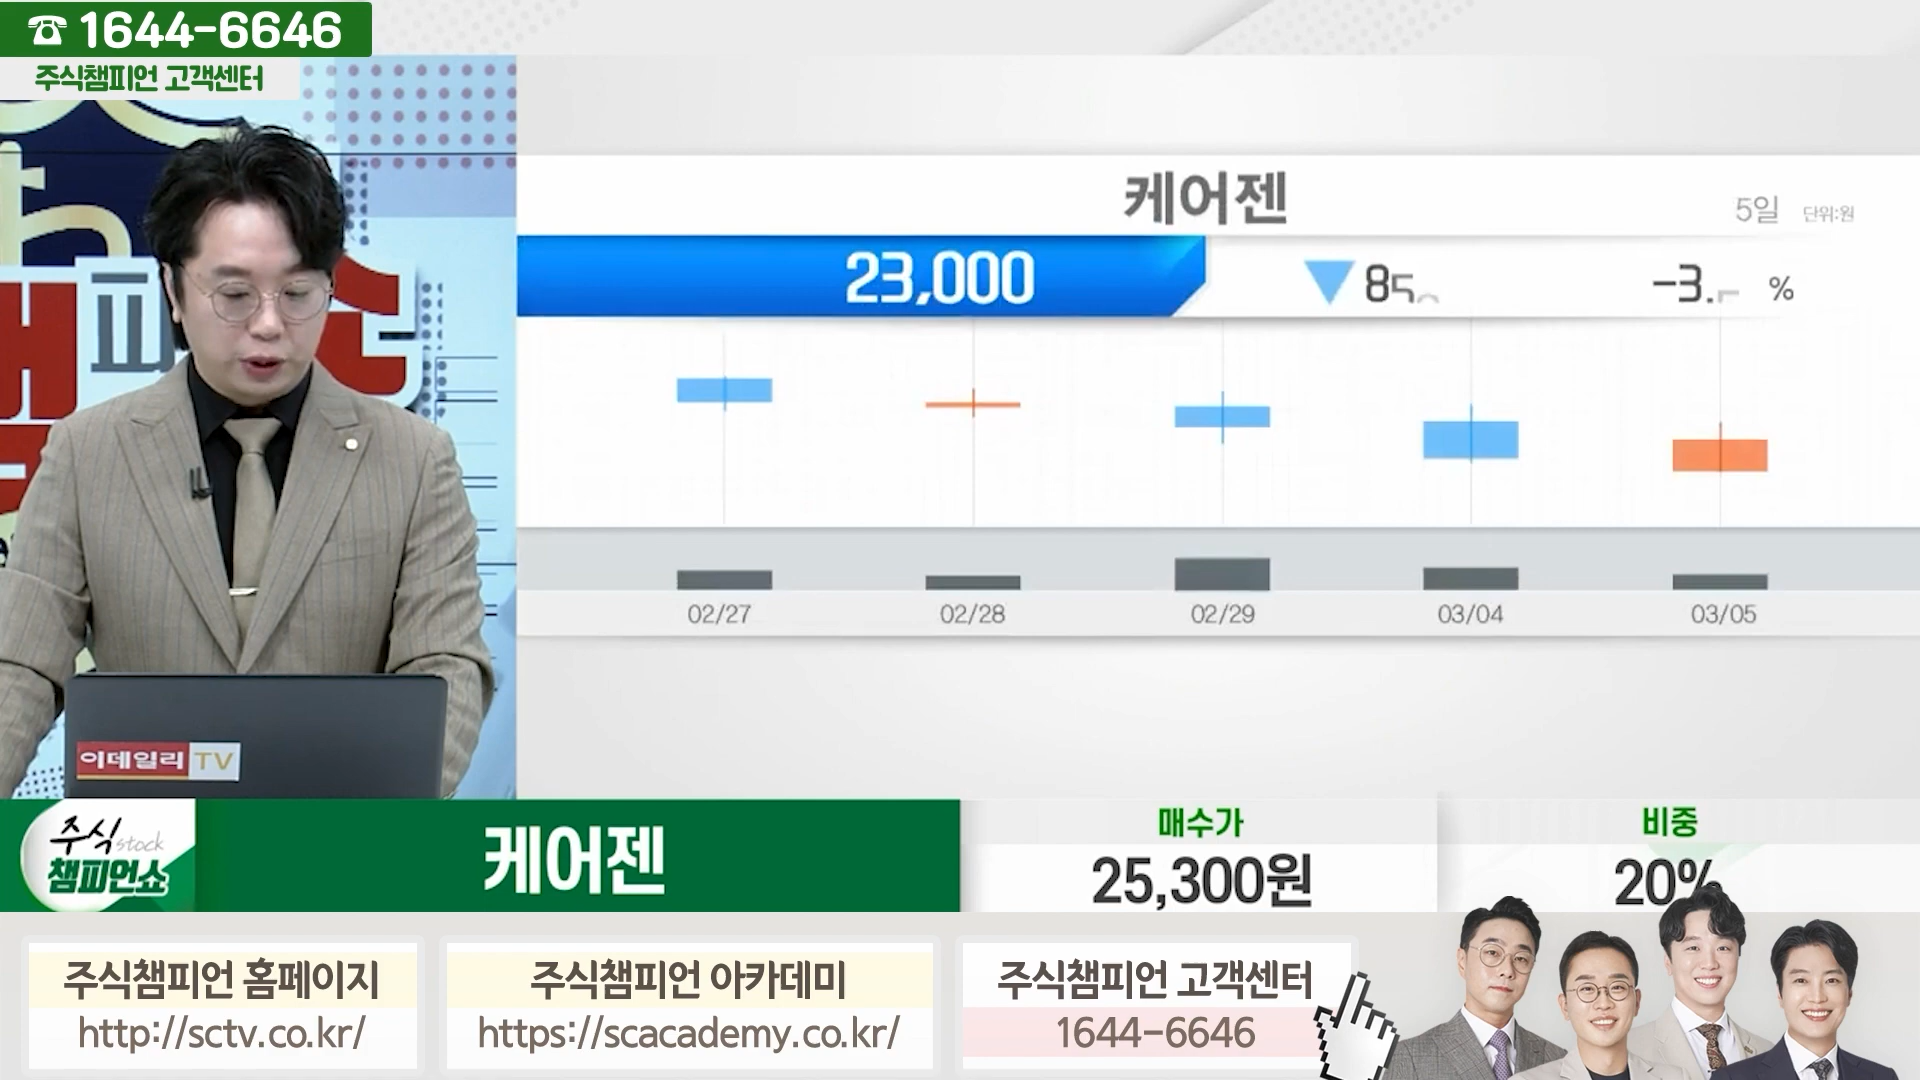 ☎ 1644-6646
주식챔피언 고객센터
케어젠
5일 단위:원
23,000
▼ 85
-3. %
02/27 02/28 02/29 03/04 03/05
이데일리 TV
주식 stock
챔피언쇼
케어젠
매수가
25,300원
비중
20%
주식챔피언 홈페이지
http://sctv.co.kr/
주식챔피언 아카데미
https://scacademy.co.kr/
주식챔피언 고객센터
1644-6646